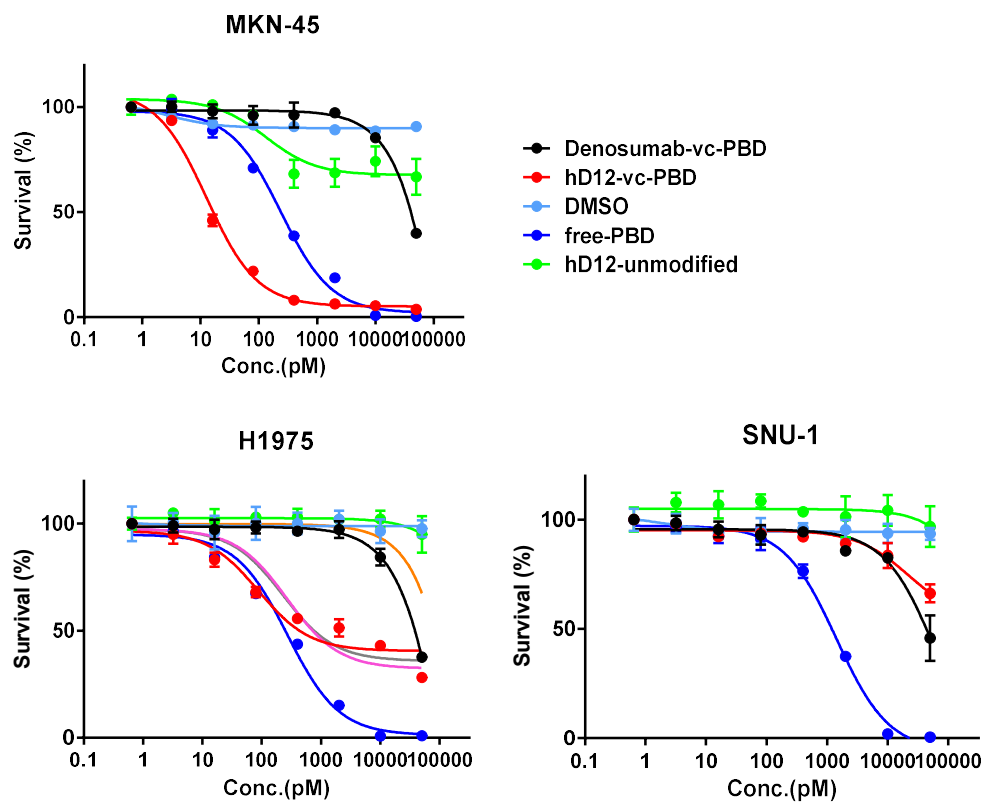 MKN-45
Survival (%)
100
50
0
0.1 1 10 100 1000 10000 100000
Conc.(pM)
Denosumab-vc-PBD
hD12-vc-PBD
DMSO
free-PBD
hD12-unmodified
H1975
Survival (%)
100
50
0
0.1 1 10 100 1000 10000 100000
Conc.(pM)
SNU-1
Survival (%)
100
50
0
0.1 1 10 100 1000 10000 100000
Conc.(pM)